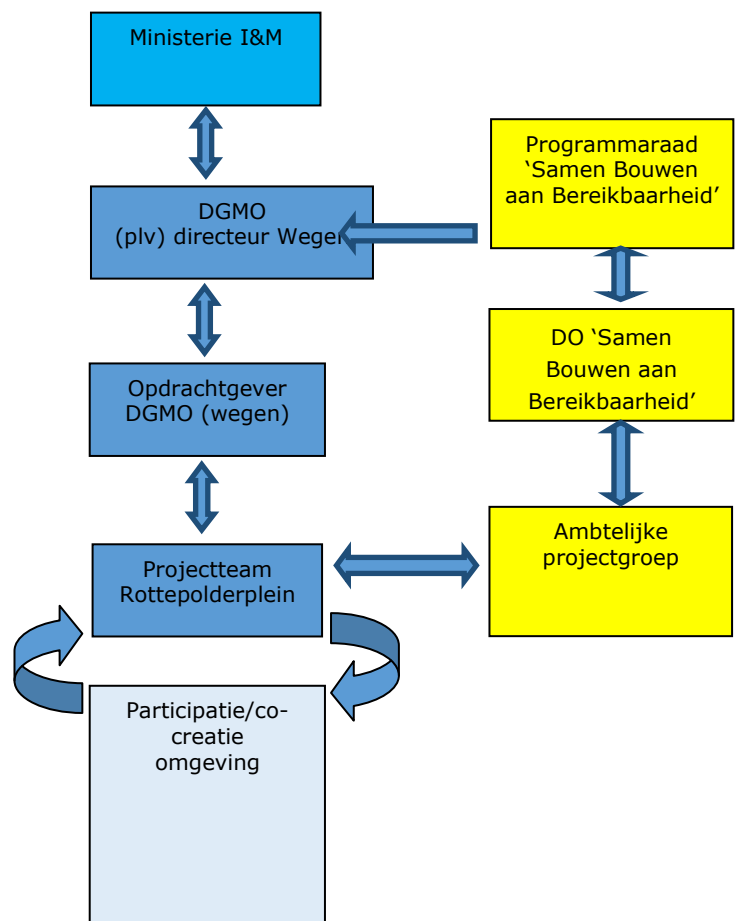 Ministerie I&M
Programmaraad
‘Samen Bouwen
aan Bereikbaarheid’
DGMO
(plv) directeur Wegen
DO ‘Samen
Bouwen aan
Bereikbaarheid’
Opdrachtgever
DGMO (wegen)
Ambtelijke
projectgroep
Projectteam
Rottepolderplein
Participatie/co-
creatie
omgeving